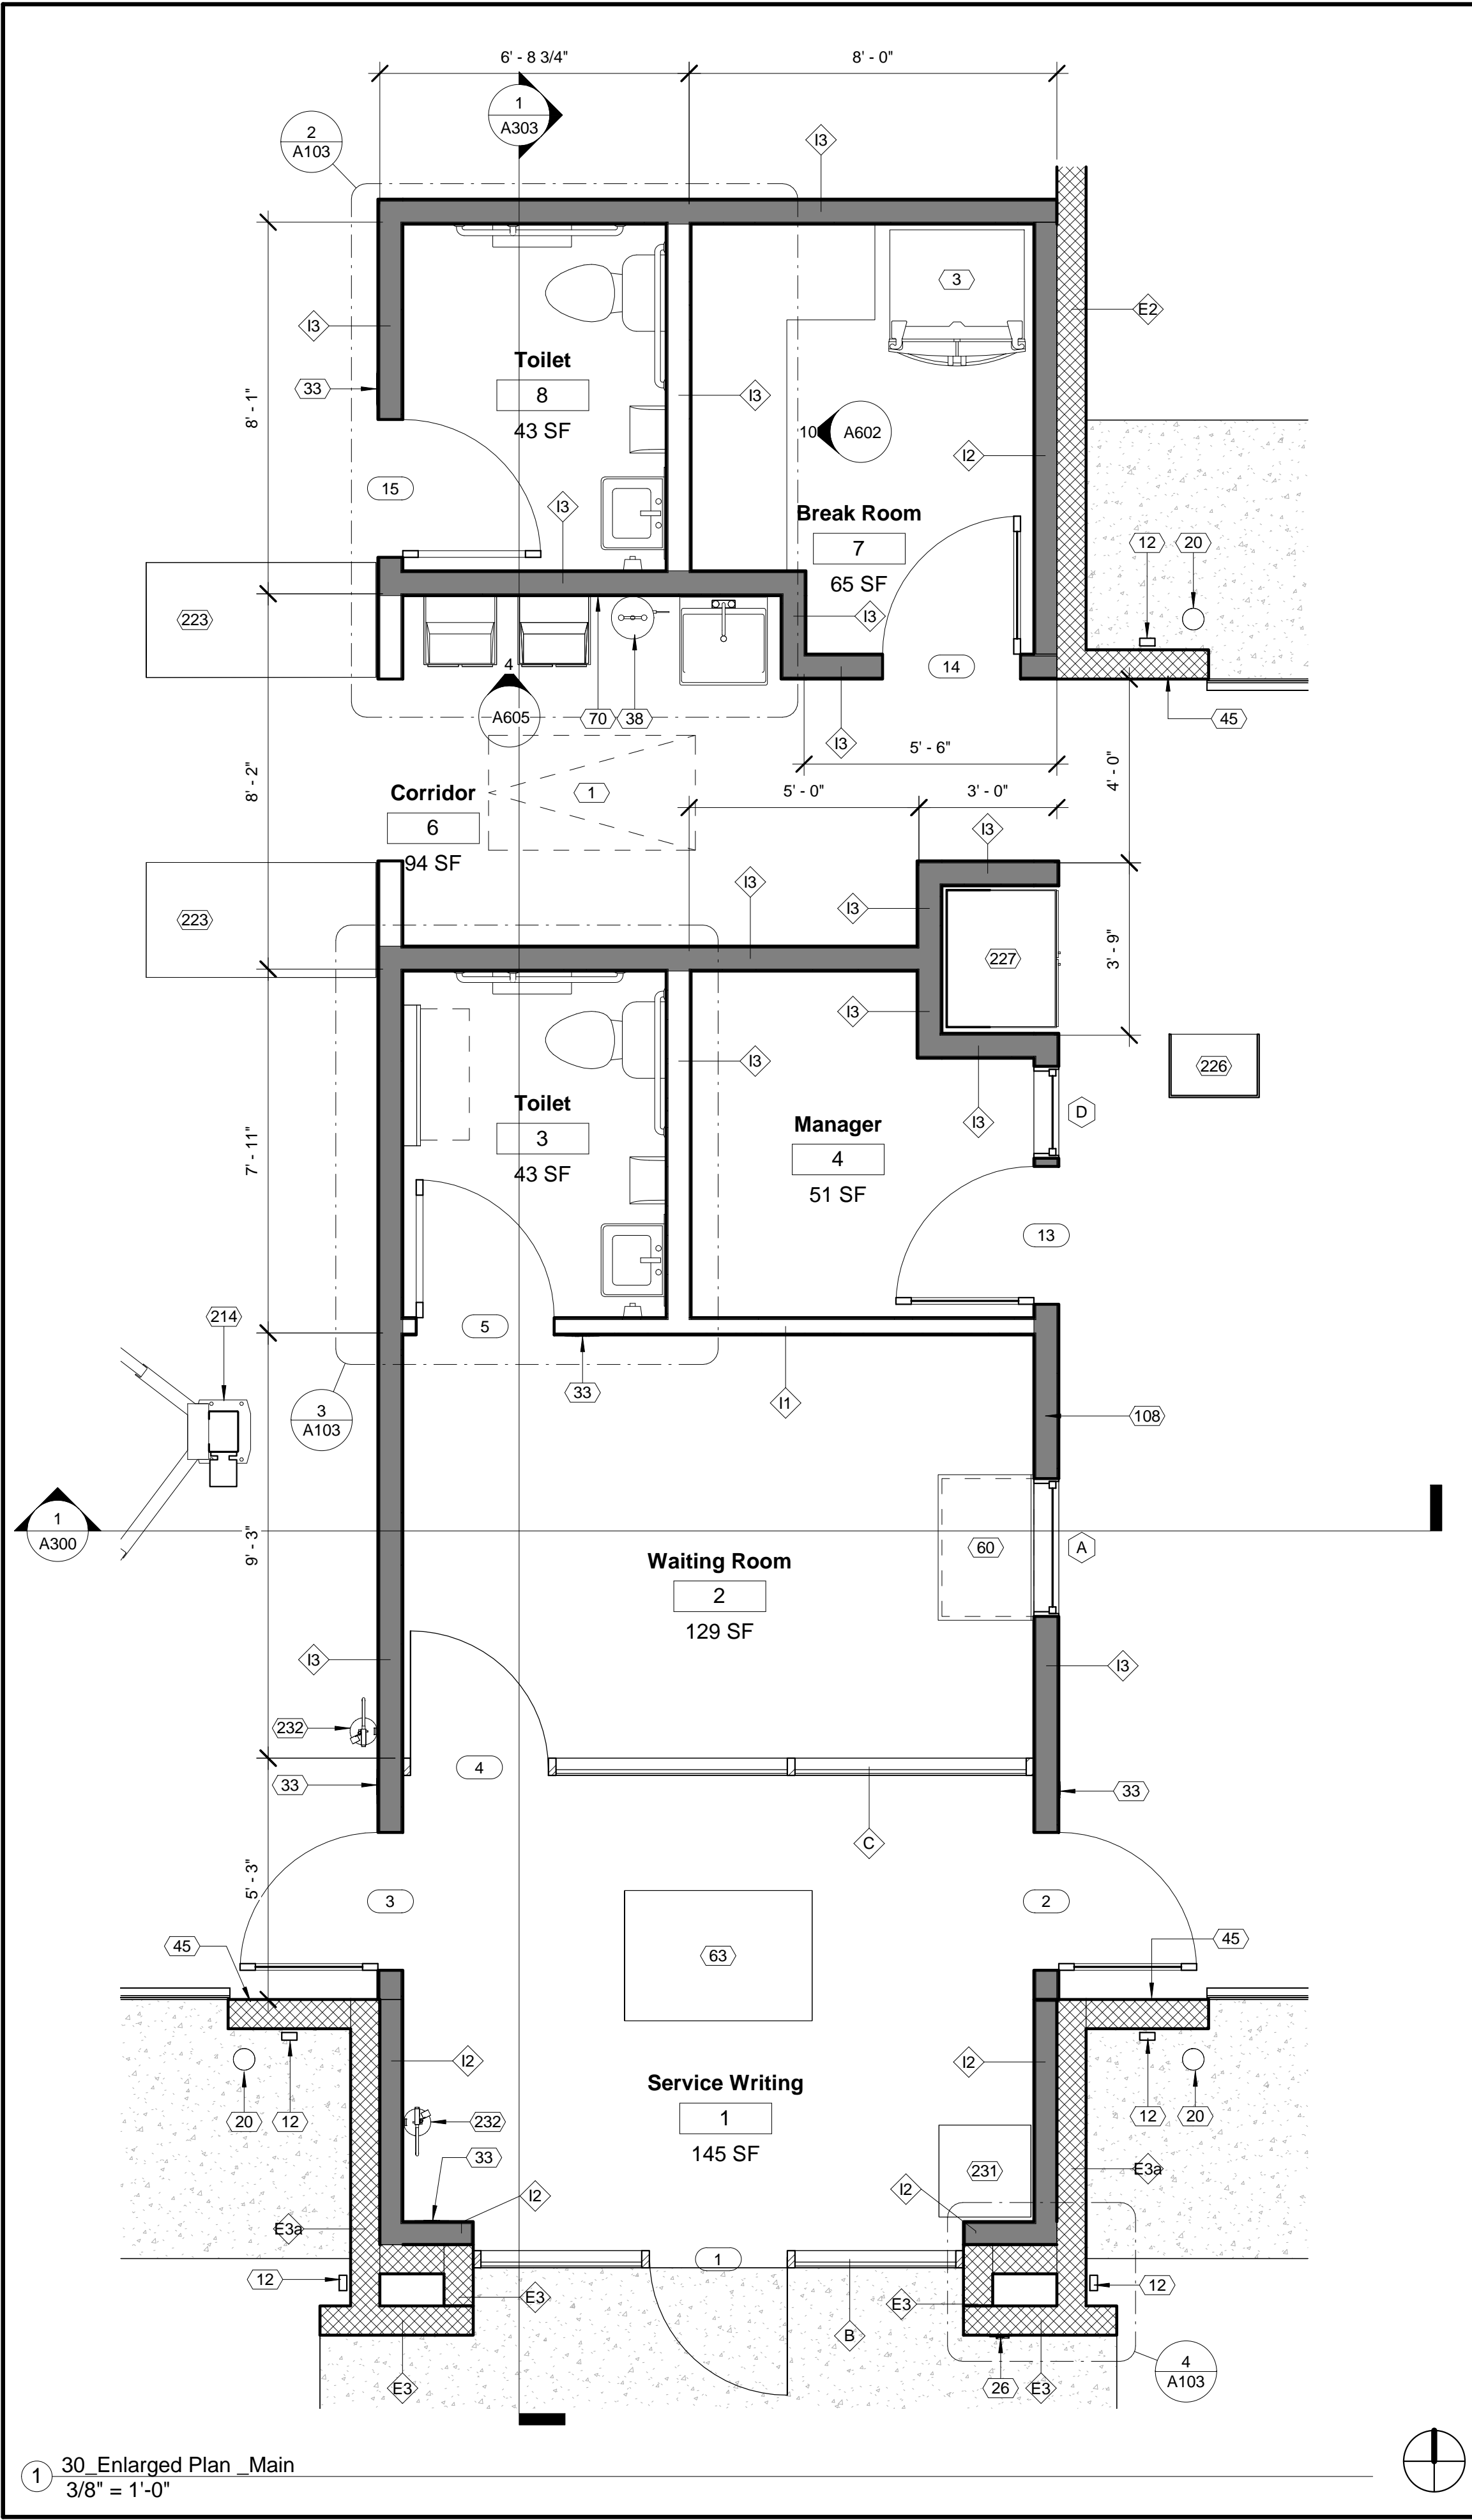 6' - 8 3/4"
8' - 0"
1
A303
2
A103
I3
3
I3
E2
Toilet
8
43 SF
33
I3
8' - 1"
10
A602
I2
15
I3
Break Room
7
65 SF
12
20
223
I3
14
4
A605
70
38
45
I3
5' - 6"
8' - 2"
4' - 0"
Corridor
6
94 SF
1
5' - 0"
3' - 0"
I3
I3
I3
223
227
3' - 9"
I3
I3
226
Toilet
3
43 SF
Manager
4
51 SF
I3
D
7' - 11"
13
214
5
33
I1
3
A103
108
1
A300
9' - 3"
60
A
Waiting Room
2
129 SF
I3
I3
232
4
33
33
C
5' - 3"
3
2
45
63
45
I2
I2
Service Writing
1
145 SF
20
12
232
12
20
33
231
E3a
I2
I2
E3a
1
12
12
E3
E3
B
4
A103
E3
26
E3
1
30_Enlarged Plan _Main
3/8" = 1'-0"